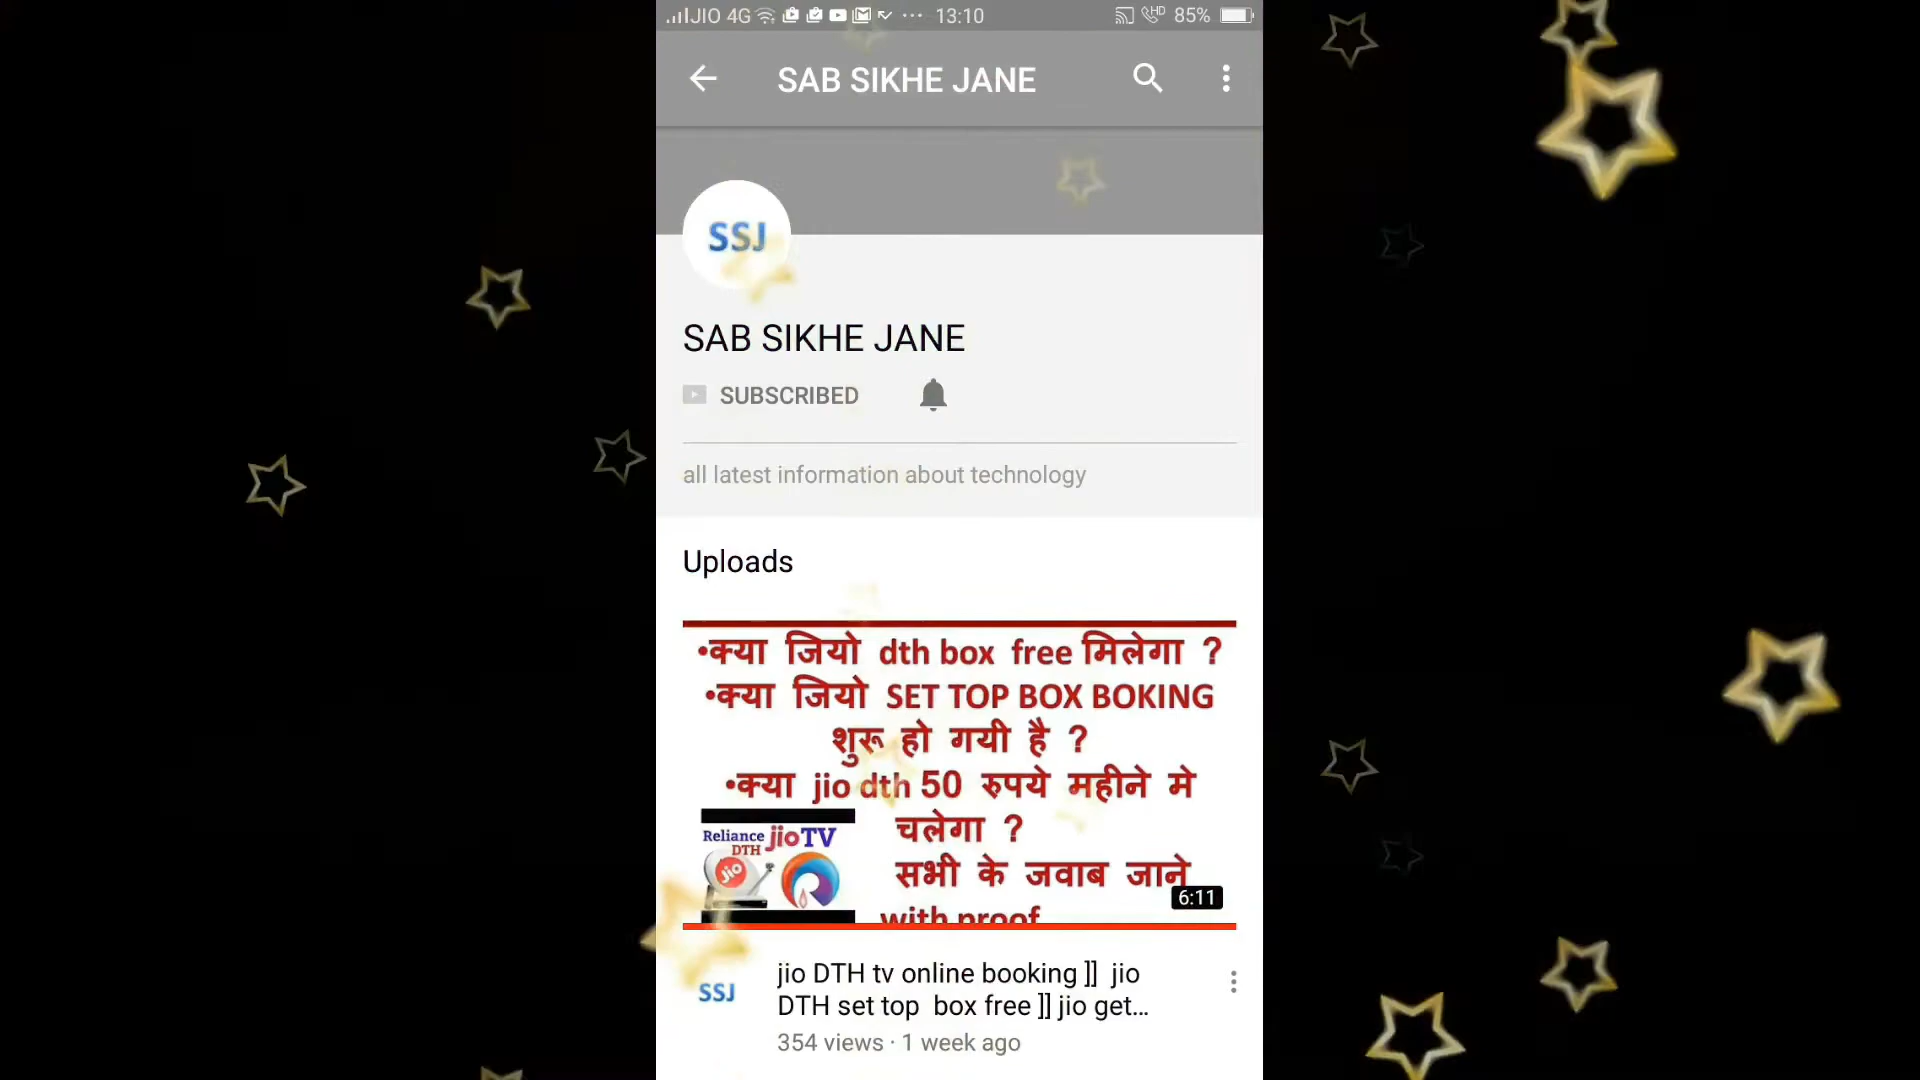 JIO 4G 13:10 HD 85%
SAB SIKHE JANE
SSJ
SAB SIKHE JANE
SUBSCRIBED
all latest information about technology
Uploads
•क्या जियो dth box free मिलेगा ?
•क्या जियो SET TOP BOX BOKING
शुरू हो गयी है ?
•क्या jio dth 50 रुपये महीने मे
चलेगा ?
Reliance jioTV
DTH
jio
सभी के जवाब जाने
6:11
with proof
jio DTH tv online booking ]] jio
SSJ
DTH set top box free ]] jio get...
354 views · 1 week ago